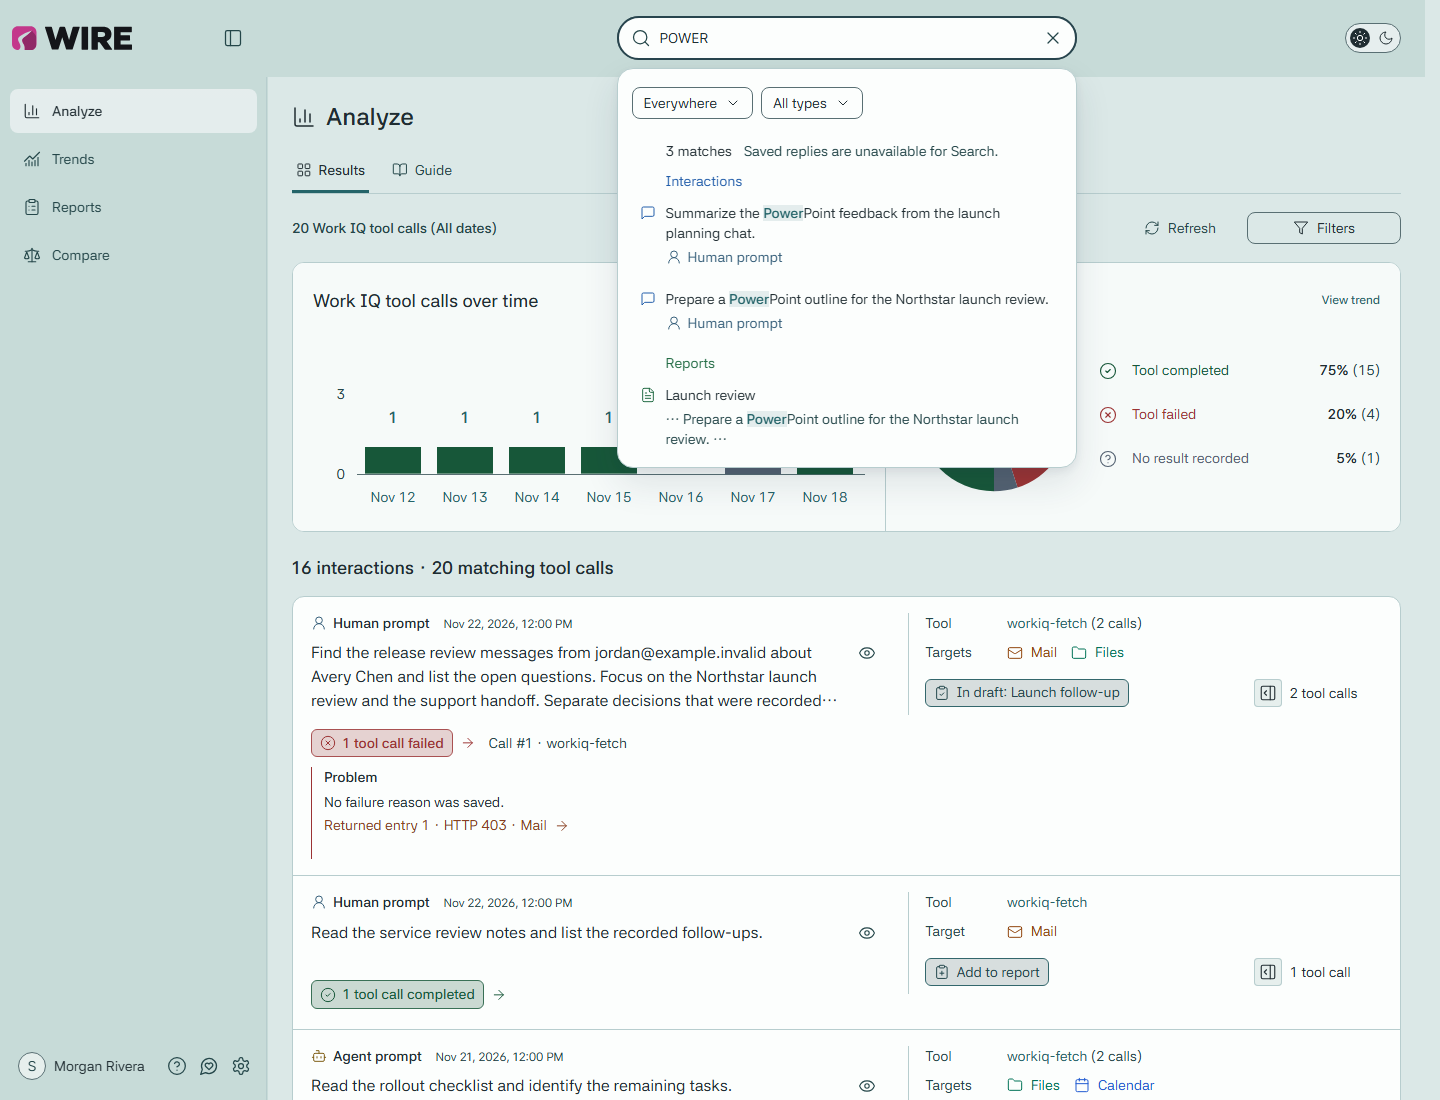 WIRE
POWER
Analyze
Trends
Reports
Compare
Analyze
Results
Guide
Everywhere
All types
3 matches Saved replies are unavailable for Search.
Interactions
Summarize the PowerPoint feedback from the launch
planning chat.
Human prompt
Prepare a PowerPoint outline for the Northstar launch review.
Human prompt
Reports
Launch review
··· Prepare a PowerPoint outline for the Northstar launch
review. ···
20 Work IQ tool calls (All dates)
Refresh
Filters
Work IQ tool calls over time
View trend
3
1 1 1 1
0
Nov 12 Nov 13 Nov 14 Nov 15 Nov 16 Nov 17 Nov 18
Tool completed 75% (15)
Tool failed 20% (4)
No result recorded 5% (1)
16 interactions · 20 matching tool calls
Human prompt Nov 22, 2026, 12:00 PM
Find the release review messages from jordan@example.invalid about
Avery Chen and list the open questions. Focus on the Northstar launch
review and the support handoff. Separate decisions that were recorded···
Tool workiq-fetch (2 calls)
Targets Mail Files
In draft: Launch follow-up
2 tool calls
1 tool call failed → Call #1 · workiq-fetch
Problem
No failure reason was saved.
Returned entry 1 · HTTP 403 · Mail →
Human prompt Nov 22, 2026, 12:00 PM
Read the service review notes and list the recorded follow-ups.
Tool workiq-fetch
Target Mail
Add to report
1 tool call
1 tool call completed →
Agent prompt Nov 21, 2026, 12:00 PM
Read the rollout checklist and identify the remaining tasks.
Tool workiq-fetch (2 calls)
Targets Files Calendar
S Morgan Rivera